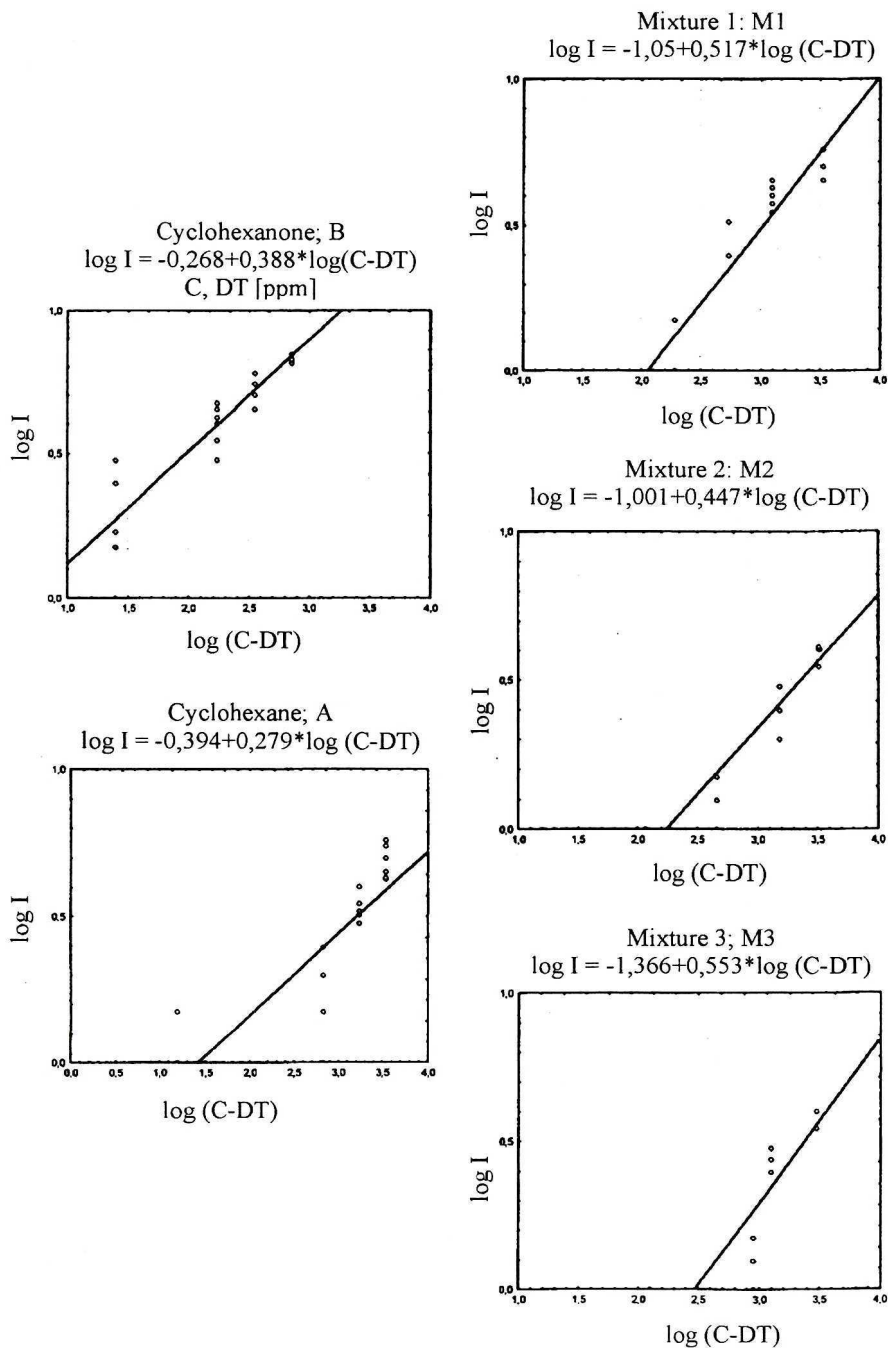 Cyclohexanone; B
log I = -0,268+0,388*log(C-DT)
C, DT [ppm]
1,0
0,5
0,0
log I
1,0 1,5 2,0 2,5 3,0 3,5 4,0
log (C-DT)
Cyclohexane; A
log I = -0,394+0,279*log (C-DT)
1,0
0,5
0,0
log I
0,0 0,5 1,0 1,5 2,0 2,5 3,0 3,5 4,0
log (C-DT)
Mixture 1: M1
log I = -1,05+0,517*log (C-DT)
1,0
0,5
0,0
log I
1,0 1,5 2,0 2,5 3,0 3,5 4,0
log (C-DT)
Mixture 2: M2
log I = -1,001+0,447*log (C-DT)
1,0
0,5
0,0
log I
1,0 1,5 2,0 2,5 3,0 3,5 4,0
log (C-DT)
Mixture 3; M3
log I = -1,366+0,553*log (C-DT)
1,0
0,5
0,0
log I
1,0 1,5 2,0 2,5 3,0 3,5 4,0
log (C-DT)